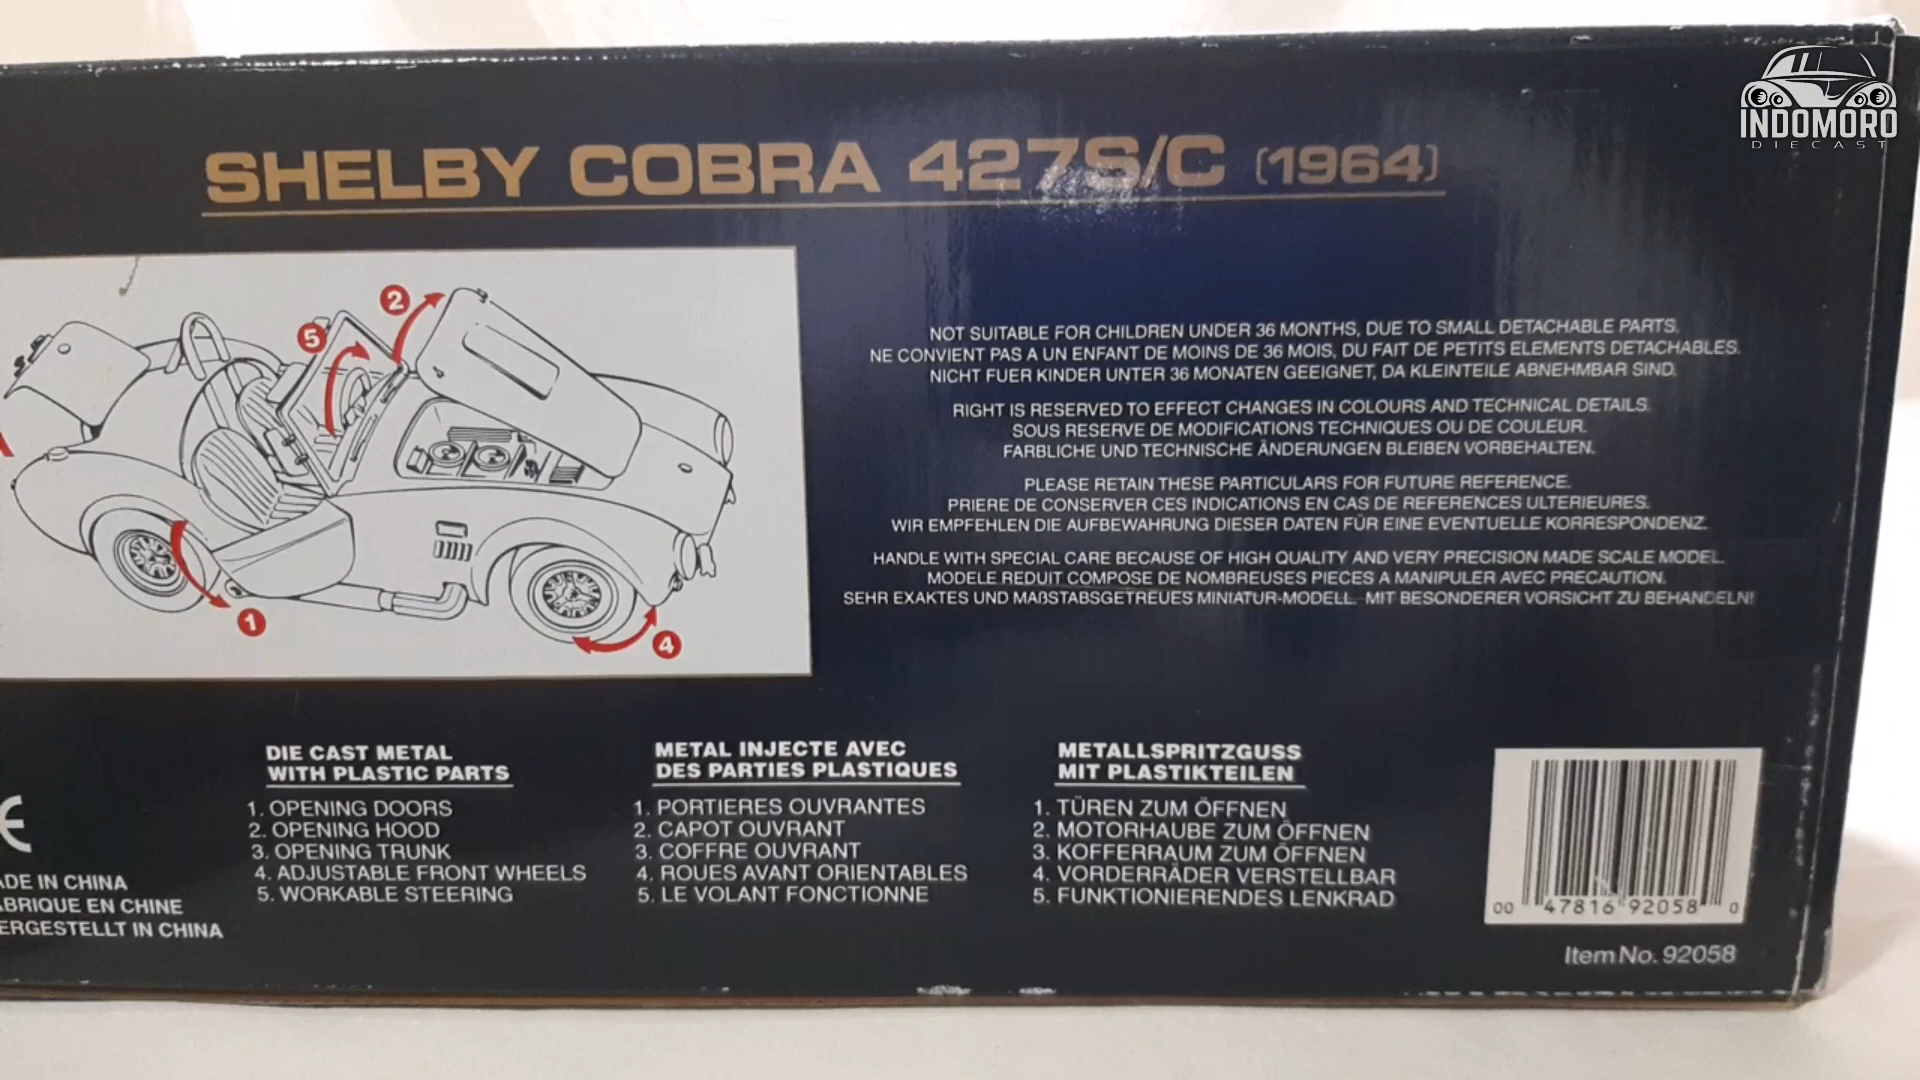 INDOMORO
DIECAST
SHELBY COBRA 427S/C (1964)
2
5
1
4
NOT SUITABLE FOR CHILDREN UNDER 36 MONTHS, DUE TO SMALL DETACHABLE PARTS.
NE CONVIENT PAS A UN ENFANT DE MOINS DE 36 MOIS, DU FAIT DE PETITS ELEMENTS DETACHABLES.
NICHT FUER KINDER UNTER 36 MONATEN GEEIGNET, DA KLEINTEILE ABNEHMBAR SIND.
RIGHT IS RESERVED TO EFFECT CHANGES IN COLOURS AND TECHNICAL DETAILS.
SOUS RESERVE DE MODIFICATIONS TECHNIQUES OU DE COULEUR.
FARBLICHE UND TECHNISCHE ÄNDERUNGEN BLEIBEN VORBEHALTEN.
PLEASE RETAIN THESE PARTICULARS FOR FUTURE REFERENCE.
PRIERE DE CONSERVER CES INDICATIONS EN CAS DE REFERENCES ULTERIEURES.
WIR EMPFEHLEN DIE AUFBEWAHRUNG DIESER DATEN FÜR EINE EVENTUELLE KORRESPONDENZ.
HANDLE WITH SPECIAL CARE BECAUSE OF HIGH QUALITY AND VERY PRECISION MADE SCALE MODEL.
MODELE REDUIT COMPOSE DE NOMBREUSES PIECES A MANIPULER AVEC PRECAUTION.
SEHR EXAKTES UND MAßSTABSGETREUES MINIATUR-MODELL. MIT BESONDERER VORSICHT ZU BEHANDELN!
DIE CAST METAL
WITH PLASTIC PARTS
1. OPENING DOORS
2. OPENING HOOD
3. OPENING TRUNK
4. ADJUSTABLE FRONT WHEELS
5. WORKABLE STEERING
METAL INJECTE AVEC
DES PARTIES PLASTIQUES
1. PORTIERES OUVRANTES
2. CAPOT OUVRANT
3. COFFRE OUVRANT
4. ROUES AVANT ORIENTABLES
5. LE VOLANT FONCTIONNE
METALLSPRITZGUSS
MIT PLASTIKTEILEN
1. TÜREN ZUM ÖFFNEN
2. MOTORHAUBE ZUM ÖFFNEN
3. KOFFERRAUM ZUM ÖFFNEN
4. VORDERRÄDER VERSTELLBAR
5. FUNKTIONIERENDES LENKRAD
ADE IN CHINA
ABRIQUE EN CHINE
ERGESTELLT IN CHINA
00 47816 92058 0
Item No. 92058